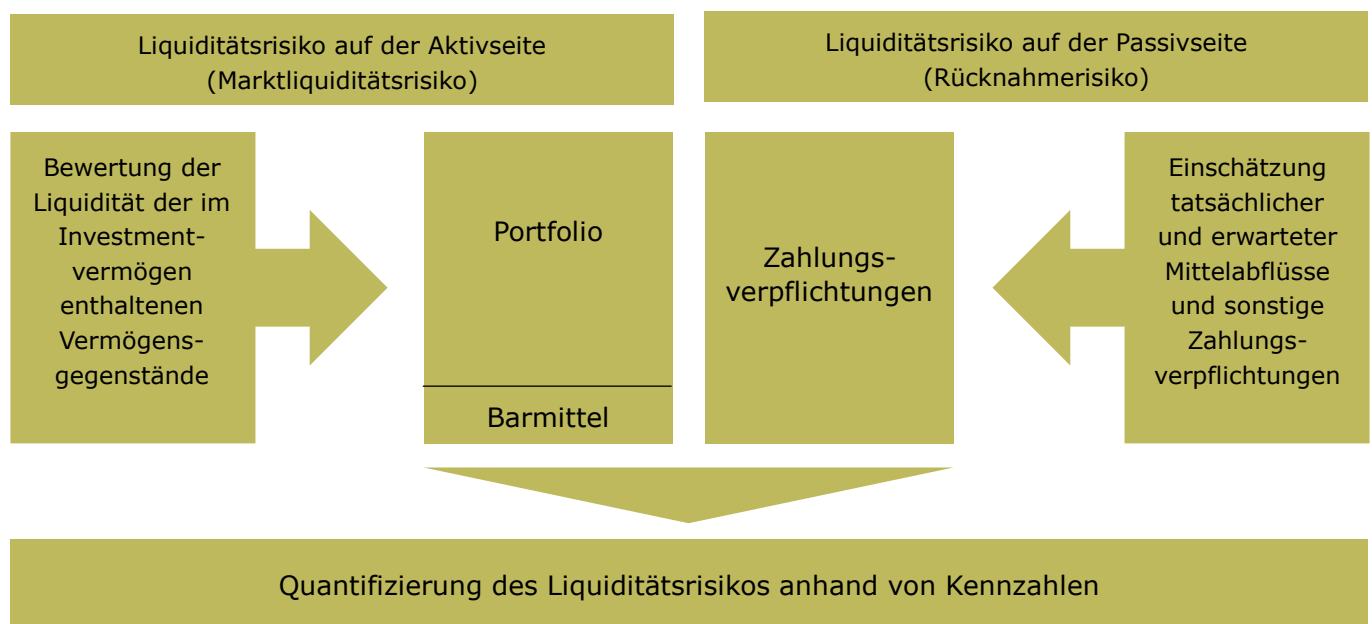 Liquiditätsrisiko auf der Aktivseite
(Marktliquiditätsrisiko)
Liquiditätsrisiko auf der Passivseite
(Rücknahmerisiko)
Bewertung der
Liquidität der im
Investment-
vermögen
enthaltenen
Vermögens-
gegenstände
Portfolio
Barmittel
Zahlungs-
verpflichtungen
Einschätzung
tatsächlicher
und erwarteter
Mittelabflüsse
und sonstige
Zahlungs-
verpflichtungen
Quantifizierung des Liquiditätsrisikos anhand von Kennzahlen